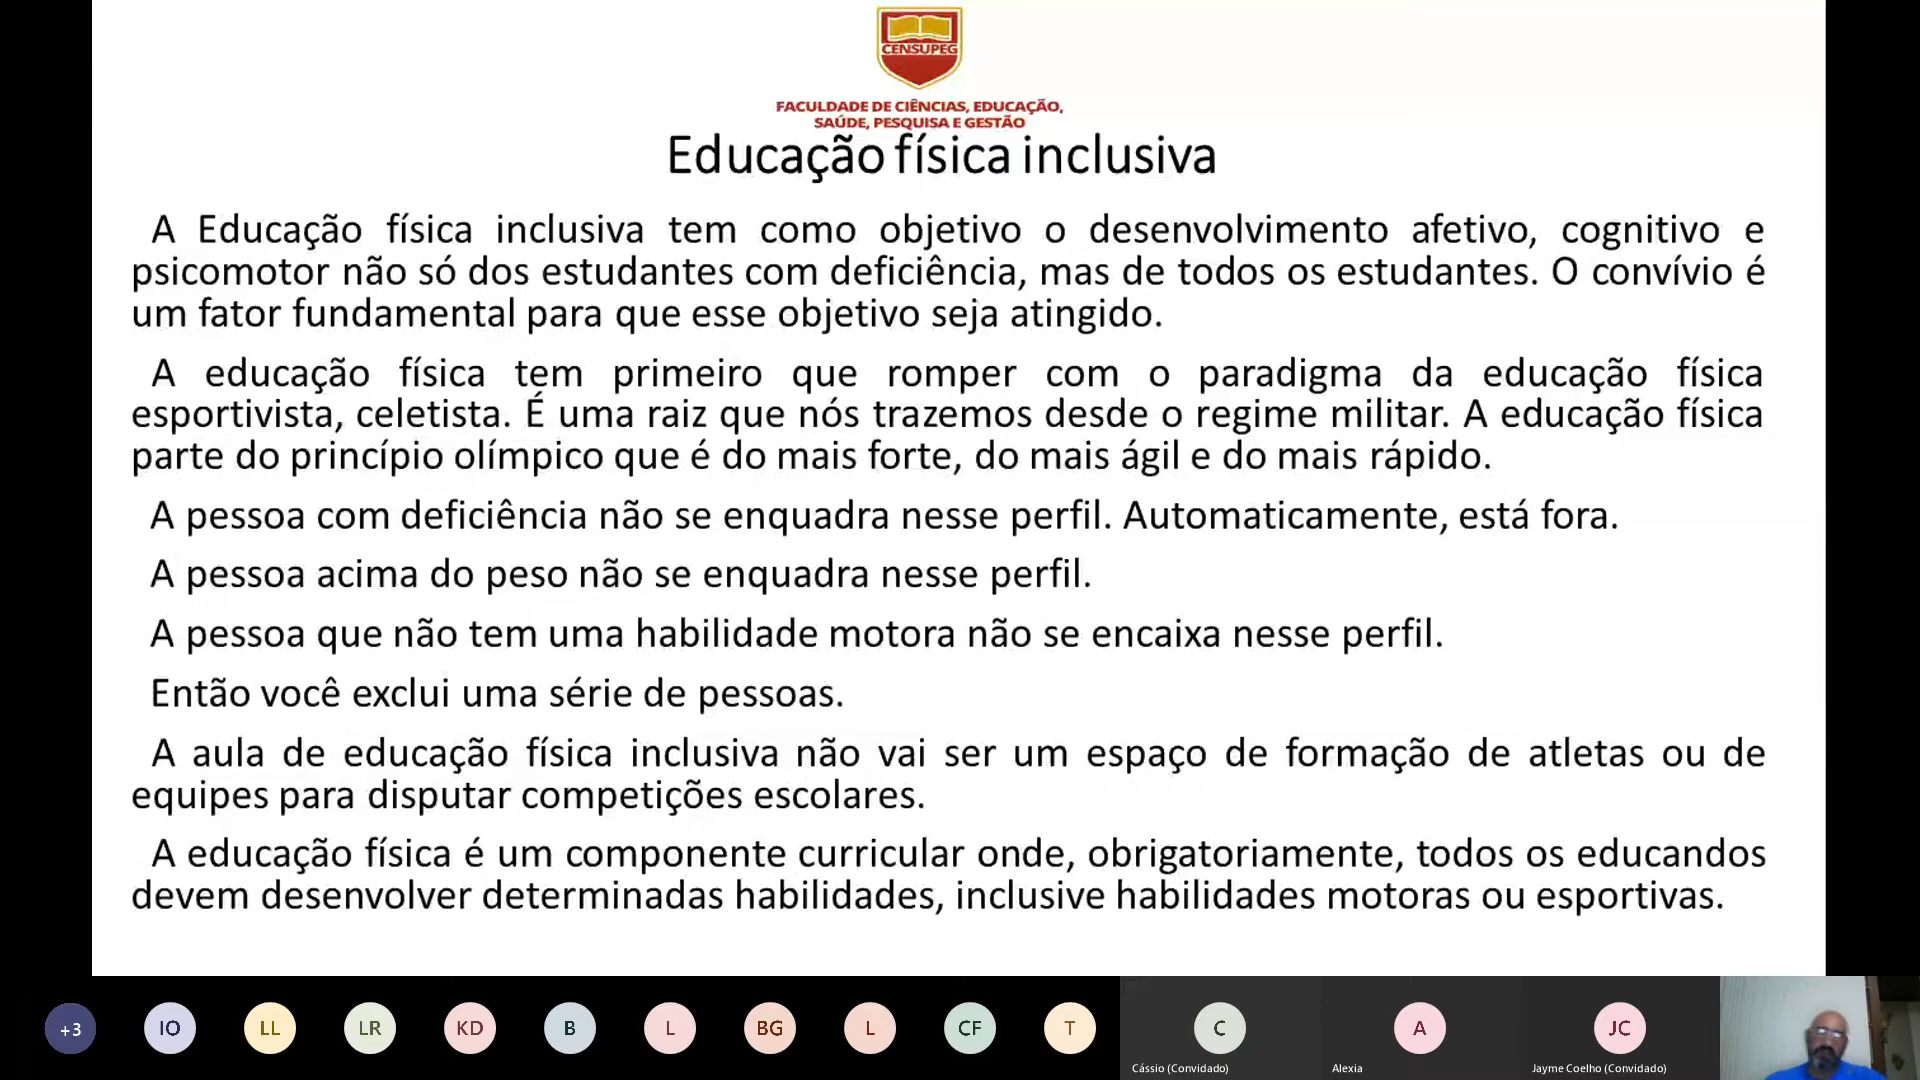 CENSUPEG
FACULDADE DE CIÊNCIAS, EDUCAÇÃO,
SAÚDE, PESQUISA E GESTÃO
Educação física inclusiva
A Educação física inclusiva tem como objetivo o desenvolvimento afetivo, cognitivo e
psicomotor não só dos estudantes com deficiência, mas de todos os estudantes. O convívio é
um fator fundamental para que esse objetivo seja atingido.
A educação física tem primeiro que romper com o paradigma da educação física
esportivista, celetista. É uma raiz que nós trazemos desde o regime militar. A educação física
parte do princípio olímpico que é do mais forte, do mais ágil e do mais rápido.
A pessoa com deficiência não se enquadra nesse perfil. Automaticamente, está fora.
A pessoa acima do peso não se enquadra nesse perfil.
A pessoa que não tem uma habilidade motora não se encaixa nesse perfil.
Então você exclui uma série de pessoas.
A aula de educação física inclusiva não vai ser um espaço de formação de atletas ou de
equipes para disputar competições escolares.
A educação física é um componente curricular onde, obrigatoriamente, todos os educandos
devem desenvolver determinadas habilidades, inclusive habilidades motoras ou esportivas.
+3 IO LL LR KD B L BG L CF T C A JC
Cássio (Convidado) Alexia Jayme Coelho (Convidado)